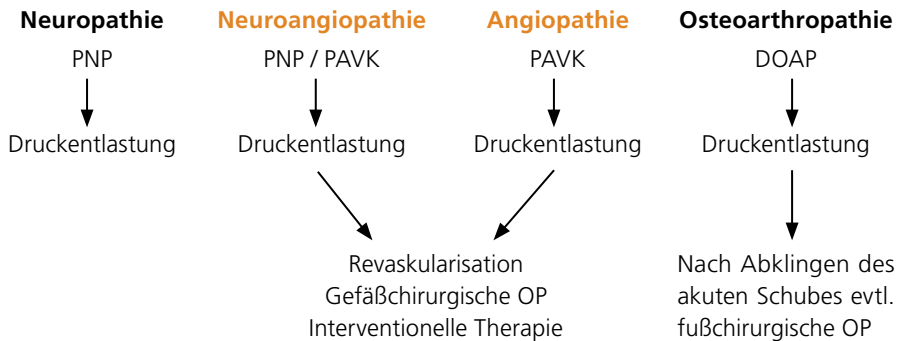 Neuropathie Neuroangiopathie Angiopathie Osteoarthropathie
PNP PNP / PAVK PAVK DOAP
Druckentlastung Druckentlastung Druckentlastung Druckentlastung
Revaskularisation Nach Abklingen des
Gefäßchirurgische OP akuten Schubes evtl.
Interventionelle Therapie fußchirurgische OP